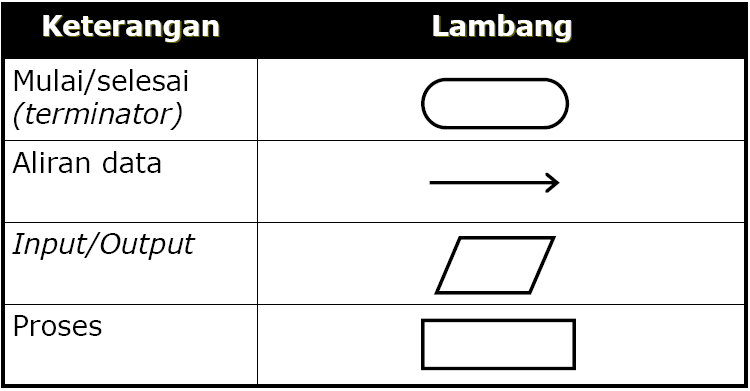 Keterangan Lambang
Mulai/selesai
(terminator)
Aliran data
Input/Output
Proses